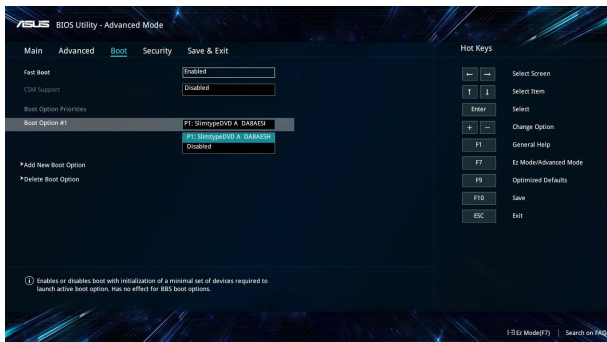 ASUS BIOS Utility - Advanced Mode
Main Advanced Boot Security Save & Exit
Hot Keys
Fast Boot Enabled
CSM Support Disabled
Boot Option Priorities
Boot Option #1 P1: SlimtypeDVD A DA8AESI
P1: SlimtypeDVD A DA8AESH
Disabled
Add New Boot Option
Delete Boot Option
← → Select Screen
↑ ↓ Select Item
Enter Select
+ − Change Option
F1 General Help
F7 Ez Mode/Advanced Mode
F9 Optimized Defaults
F10 Save
ESC Exit
Enables or disables boot with initialization of a minimal set of devices required to
launch active boot option. Has no effect for BBS boot options.
Ez Mode(F7) | Search on FAQ